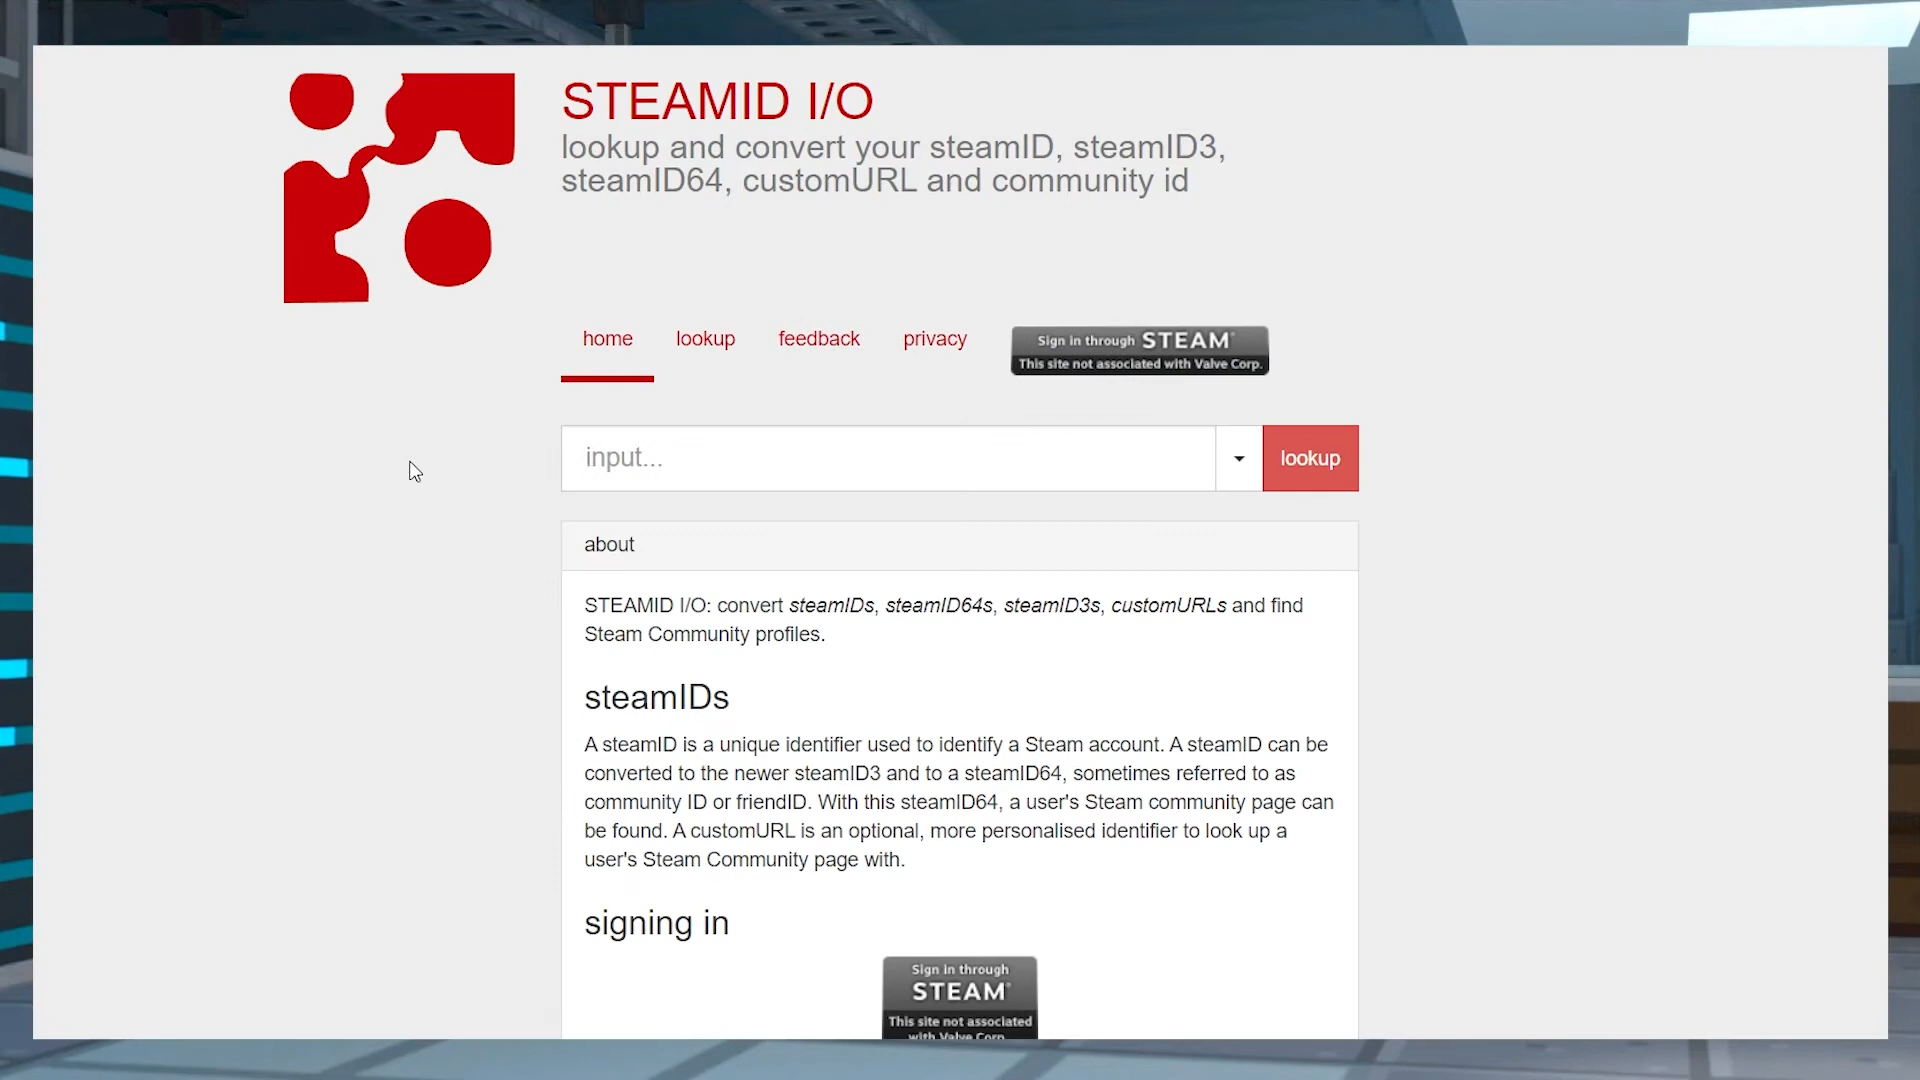 STEAMID I/O
lookup and convert your steamID, steamID3,
steamID64, customURL and community id
home lookup feedback privacy
Sign in through STEAM®
This site not associated with Valve Corp.
input...
lookup
about
STEAMID I/O: convert steamIDs, steamID64s, steamID3s, customURLs and find
Steam Community profiles.
steamIDs
A steamID is a unique identifier used to identify a Steam account. A steamID can be
converted to the newer steamID3 and to a steamID64, sometimes referred to as
community ID or friendID. With this steamID64, a user's Steam community page can
be found. A customURL is an optional, more personalised identifier to look up a
user's Steam Community page with.
signing in
Sign in through
STEAM®
This site not associated
with Valve Corp.